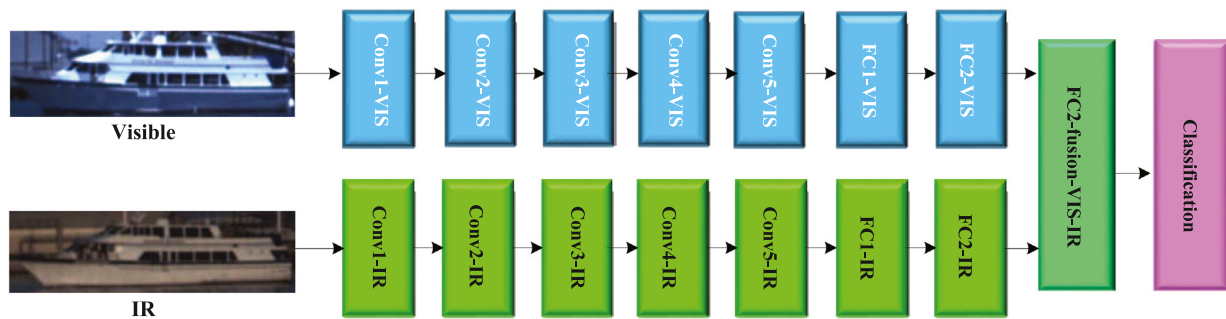 Visible
Conv1-VIS
Conv2-VIS
Conv3-VIS
Conv4-VIS
Conv5-VIS
FC1-VIS
FC2-VIS
IR
Conv1-IR
Conv2-IR
Conv3-IR
Conv4-IR
Conv5-IR
FC1-IR
FC2-IR
FC2-fusion-VIS-IR
Classification